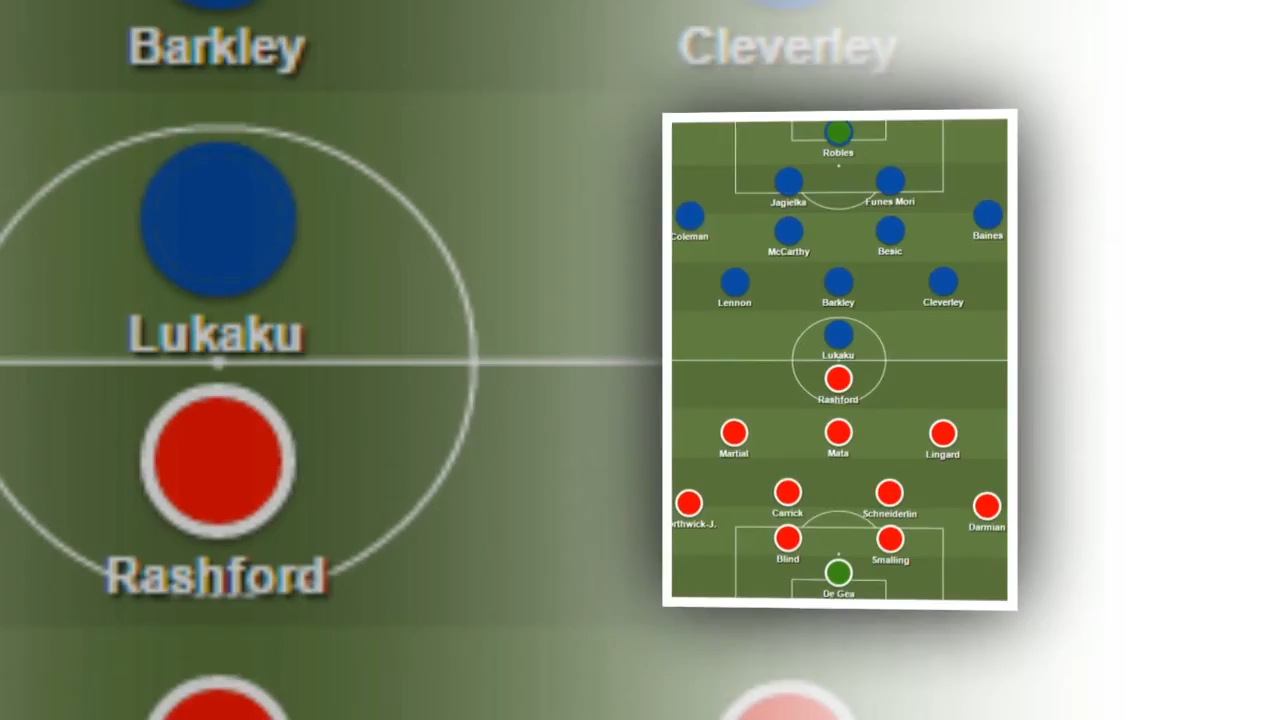 Barkley
Cleverley
Lukaku
Rashford
Robles
Jagielka Funes Mori
Coleman Baines
McCarthy Besic
Lennon Barkley Cleverley
Lukaku
Rashford
Martial Mata Lingard
Carrick Schneiderlin
rthwick-J. Darmian
Blind Smalling
De Gea